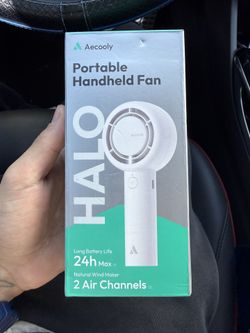 Aecooly
Portable
Handheld Fan
HALO
Long Battery Life
24h Max
Natural Wind Maker
2 Air Channels